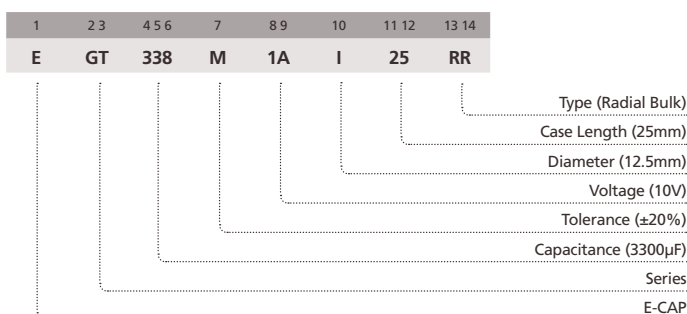 1 2 3 4 5 6 7 8 9 10 11 12 13 14
E GT 338 M 1A I 25 RR
Type (Radial Bulk)
Case Length (25mm)
Diameter (12.5mm)
Voltage (10V)
Tolerance (±20%)
Capacitance (3300µF)
Series
E-CAP